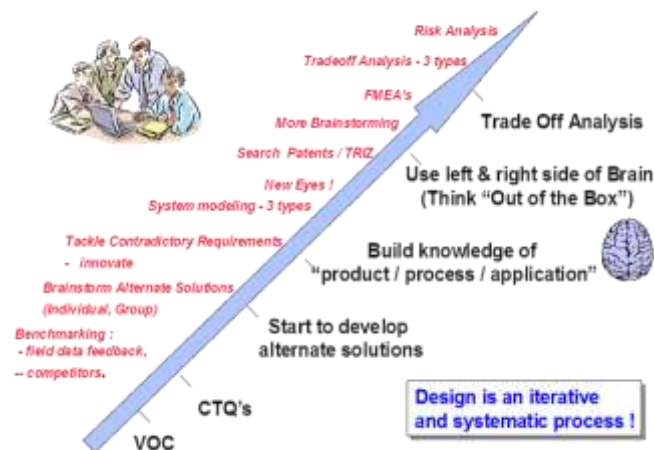 Risk Analysis
Tradeoff Analysis - 3 types
FMEA's
More Brainstorming
Search Patents / TRIZ
New Eyes !
System modeling - 3 types
Tackle Contradictory Requirements
- innovate
Brainstorm Alternate Solutions
(Individual, Group)
Benchmarking :
- field data feedback,
-- competitors.
Trade Off Analysis
Use left & right side of Brain
(Think “Out of the Box”)
Build knowledge of
“product / process / application”
Start to develop
alternate solutions
CTQ's
VOC
Design is an iterative
and systematic process !